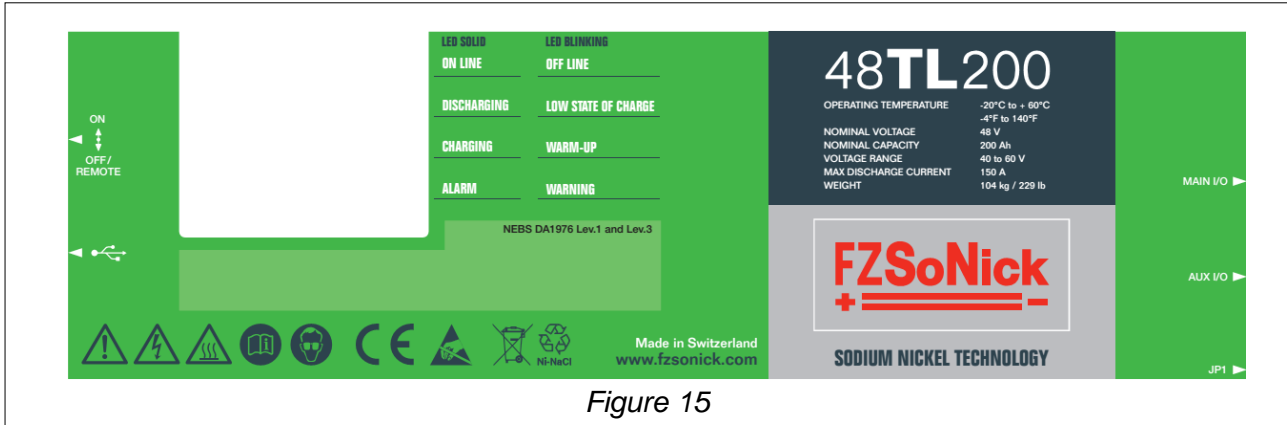 ON
OFF/
REMOTE
LED SOLID LED BLINKING
ON LINE OFF LINE
DISCHARGING LOW STATE OF CHARGE
CHARGING WARM-UP
ALARM WARNING
NEBS DA1976 Lev.1 and Lev.3
Ni-NaCl
Made in Switzerland
www.fzsonick.com
48TL200
OPERATING TEMPERATURE -20°C to + 60°C
-4°F to 140°F
NOMINAL VOLTAGE 48 V
NOMINAL CAPACITY 200 Ah
VOLTAGE RANGE 40 to 60 V
MAX DISCHARGE CURRENT 150 A
WEIGHT 104 kg / 229 lb
FZSoNick
+ −
SODIUM NICKEL TECHNOLOGY
MAIN I/O
AUX I/O
JP1
Figure 15